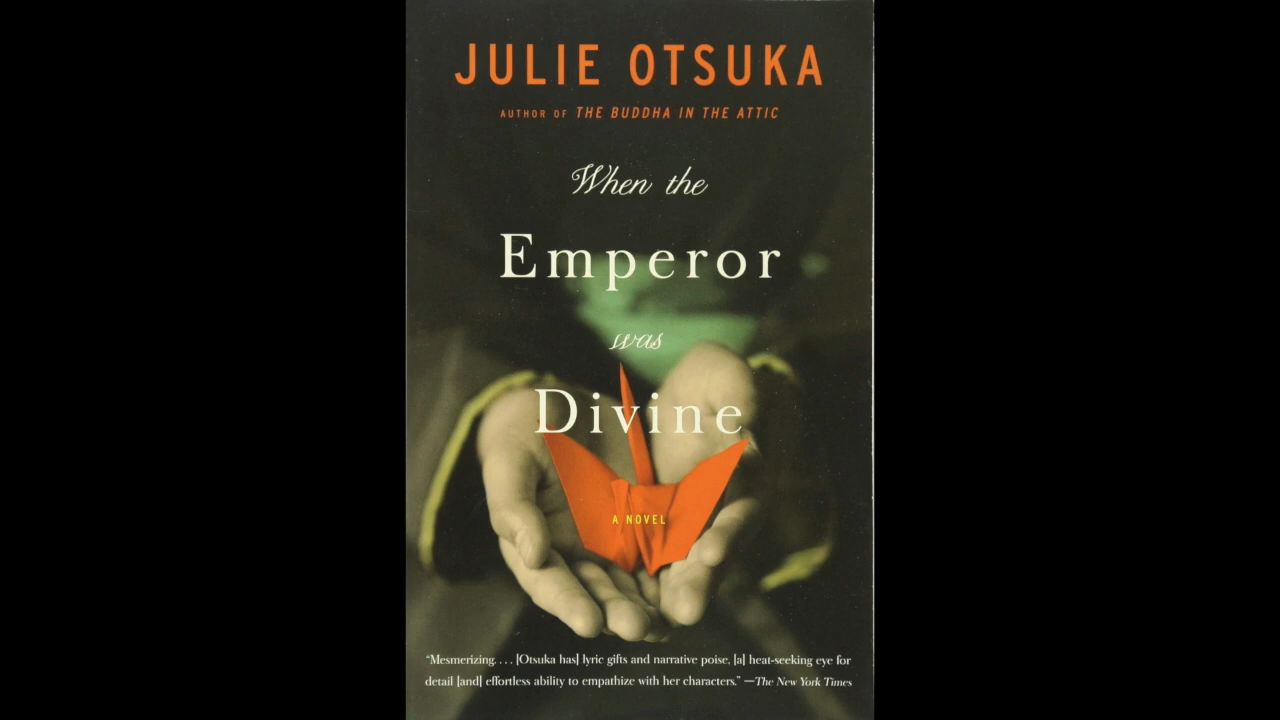 JULIE OTSUKA
AUTHOR OF THE BUDDHA IN THE ATTIC
When the
Emperor
was
Divine
A NOVEL
“Mesmerizing. . . . [Otsuka has] lyric gifts and narrative poise, [a] heat-seeking eye for
detail [and] effortless ability to empathize with her characters.” —The New York Times